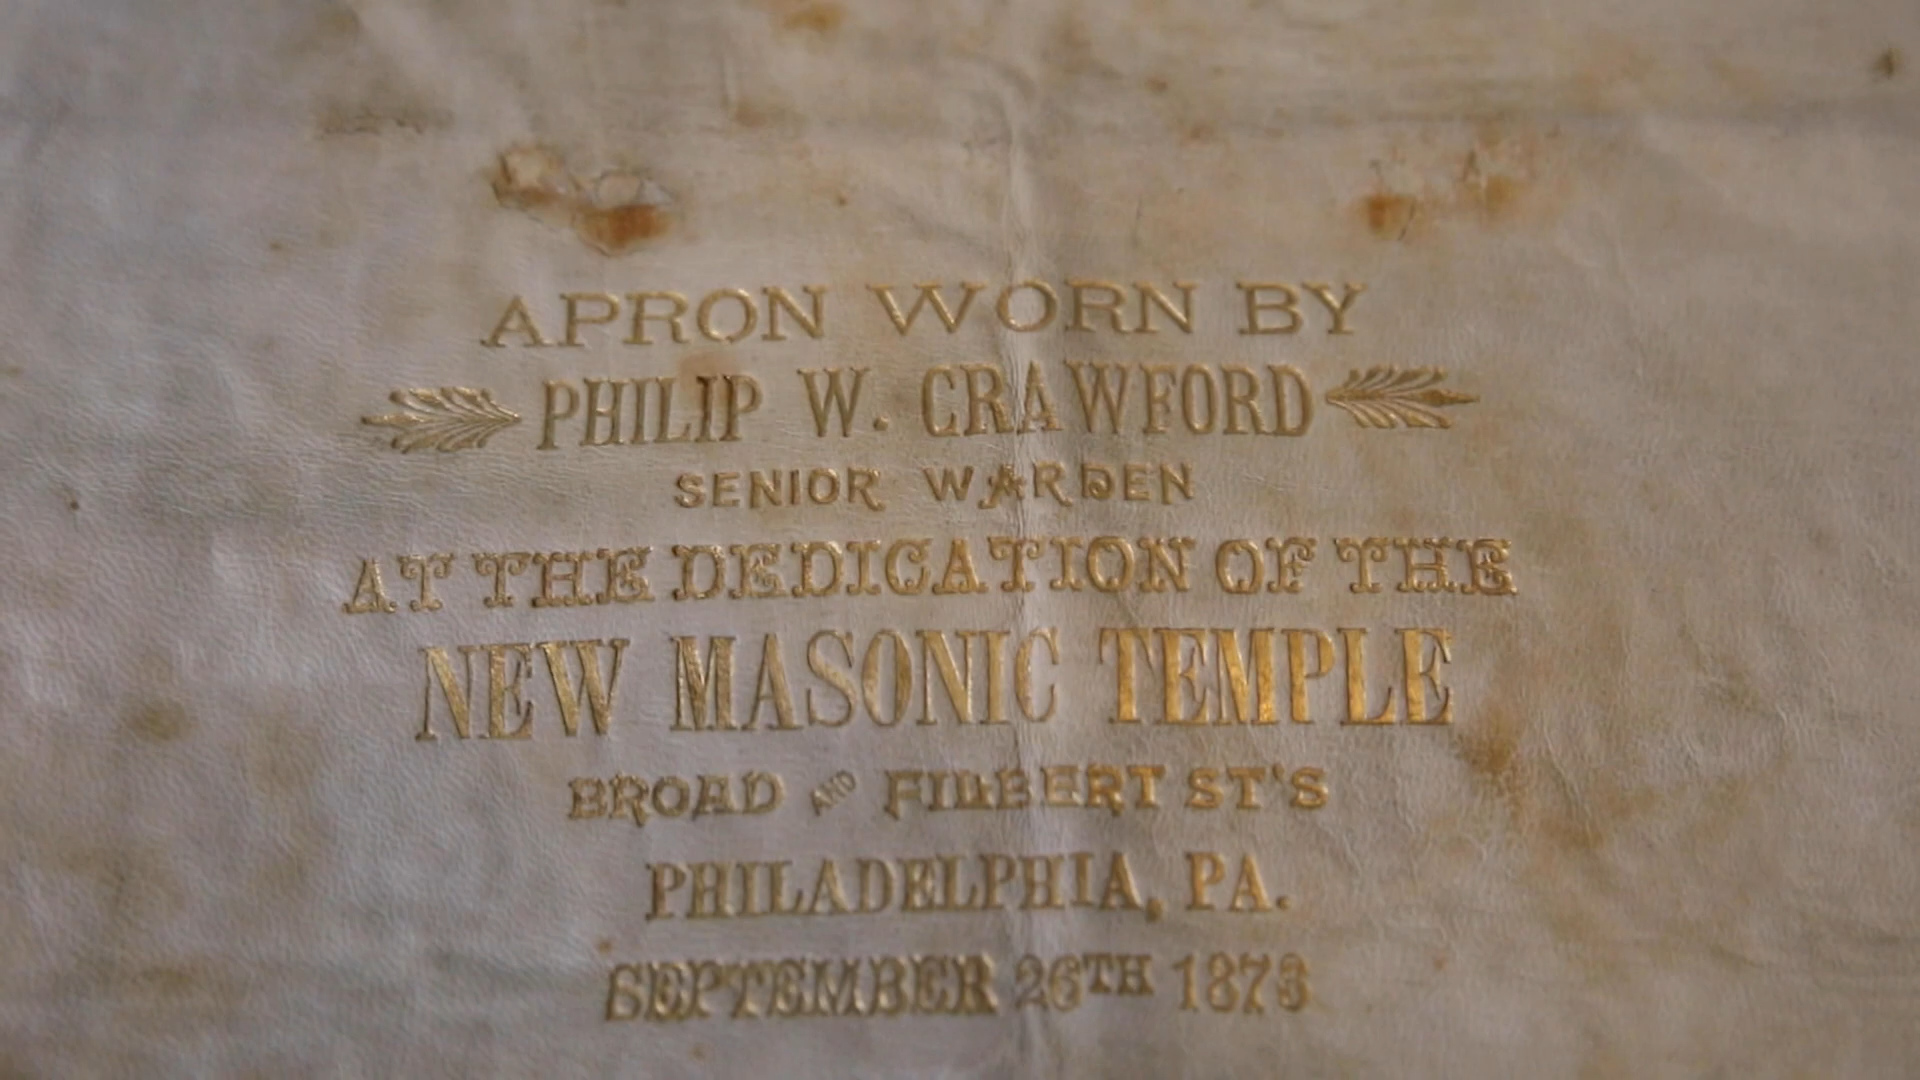 APRON WORN BY
PHILIP W. CRAWFORD
SENIOR WARDEN
AT THE DEDICATION OF THE
NEW MASONIC TEMPLE
BROAD AND FILBERT ST'S
PHILADELPHIA, PA.
SEPTEMBER 26TH 1873